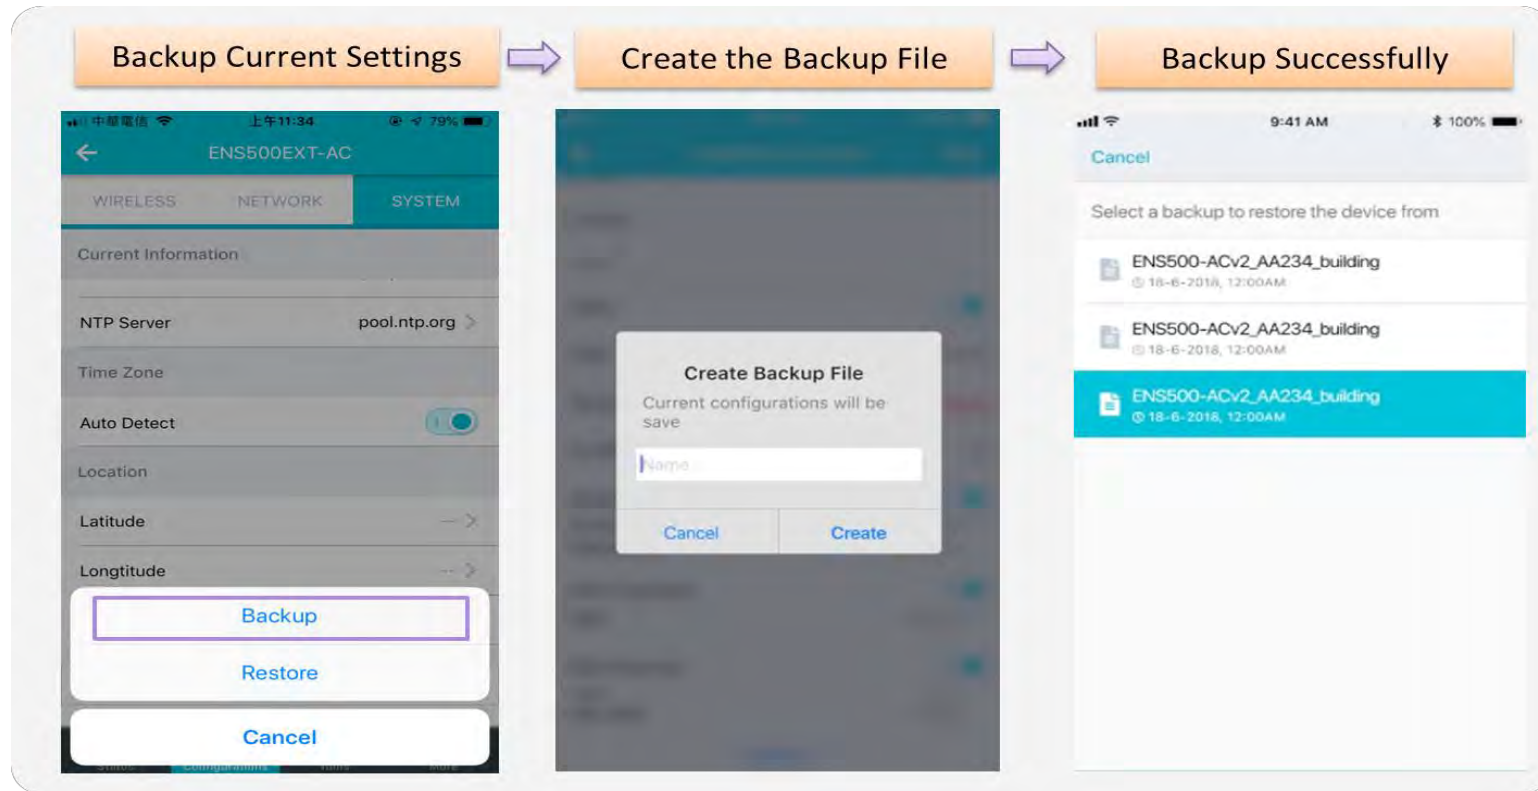 Backup Current Settings
Create the Backup File
Backup Successfully
中華電信
上午11:34
79%
ENS500EXT-AC
WIRELESS
NETWORK
SYSTEM
Current Information
NTP Server
pool.ntp.org
Time Zone
Auto Detect
Location
Latitude
--
Longtitude
--
Backup
Restore
Cancel
Status
Configurations
Tools
More
Create Backup File
Current configurations will be
save
Name
Cancel
Create
9:41 AM
100%
Cancel
Select a backup to restore the device from
ENS500-ACv2_AA234_building
18-6-2018, 12:00AM
ENS500-ACv2_AA234_building
18-6-2018, 12:00AM
ENS500-ACv2_AA234_building
18-6-2018, 12:00AM